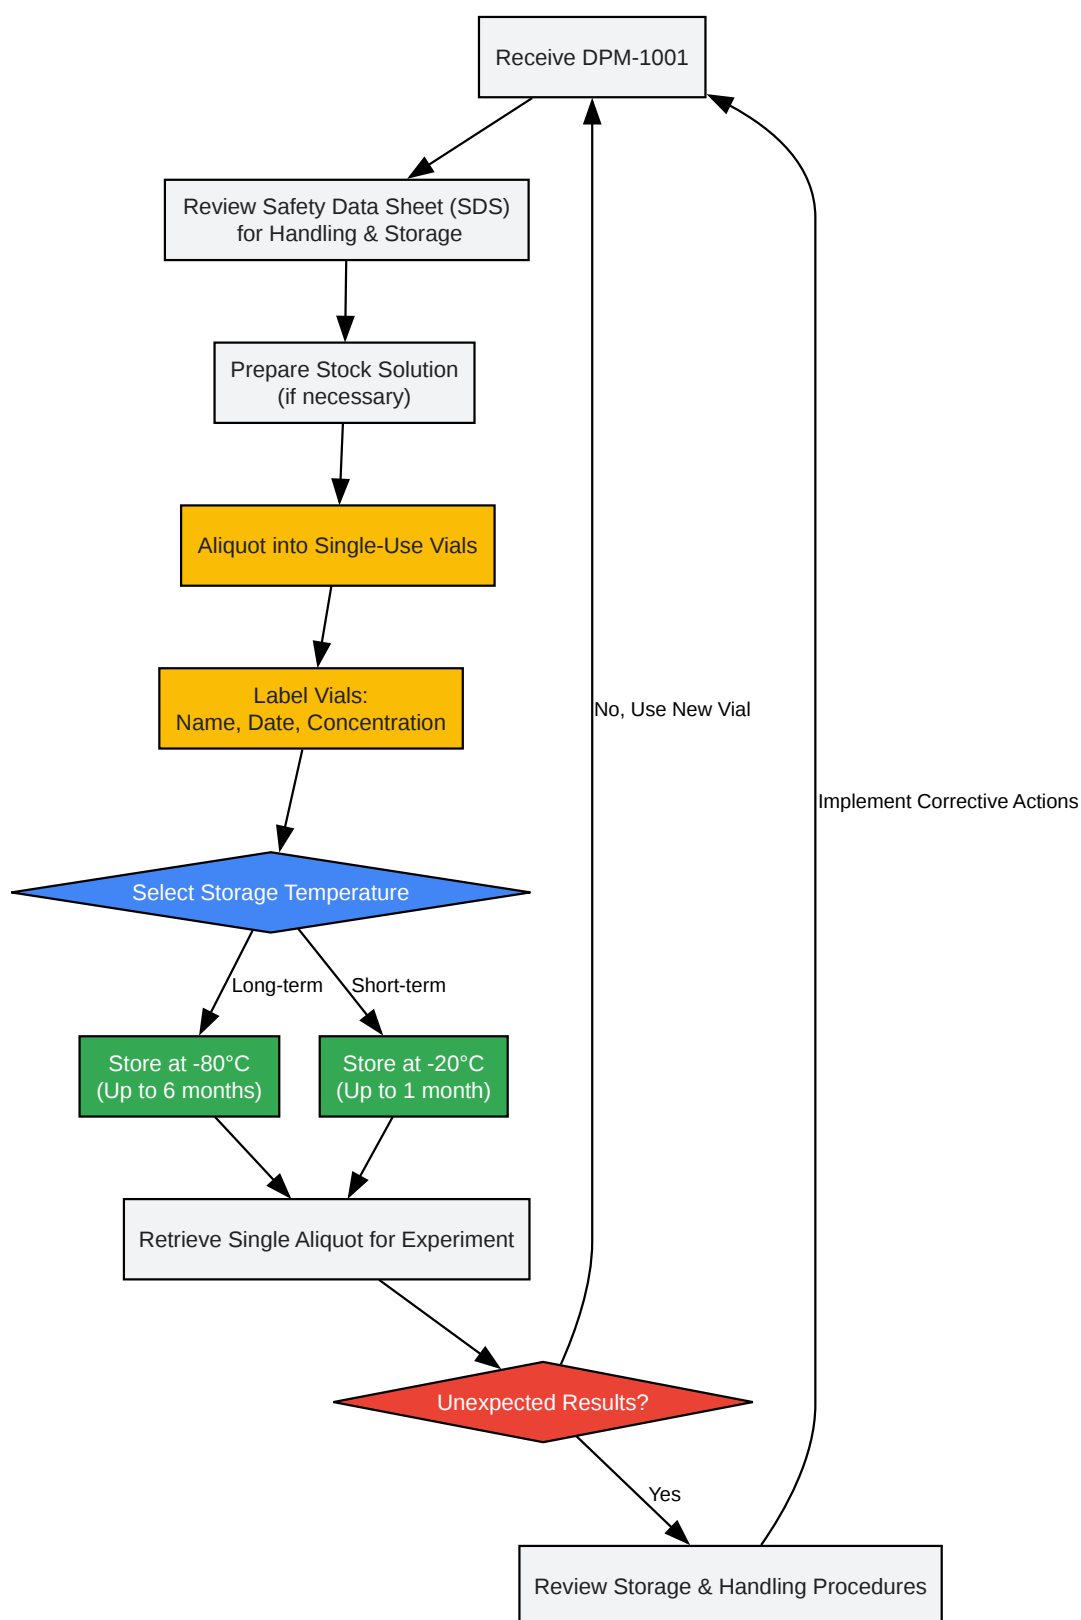 Receive DPM-1001
Review Safety Data Sheet (SDS)
for Handling & Storage
Prepare Stock Solution
(if necessary)
Aliquot into Single-Use Vials
Label Vials:
Name, Date, Concentration
No, Use New Vial
Implement Corrective Actions
Select Storage Temperature
Long-term
Short-term
Store at -80°C
(Up to 6 months)
Store at -20°C
(Up to 1 month)
Retrieve Single Aliquot for Experiment
Unexpected Results?
Yes
Review Storage & Handling Procedures